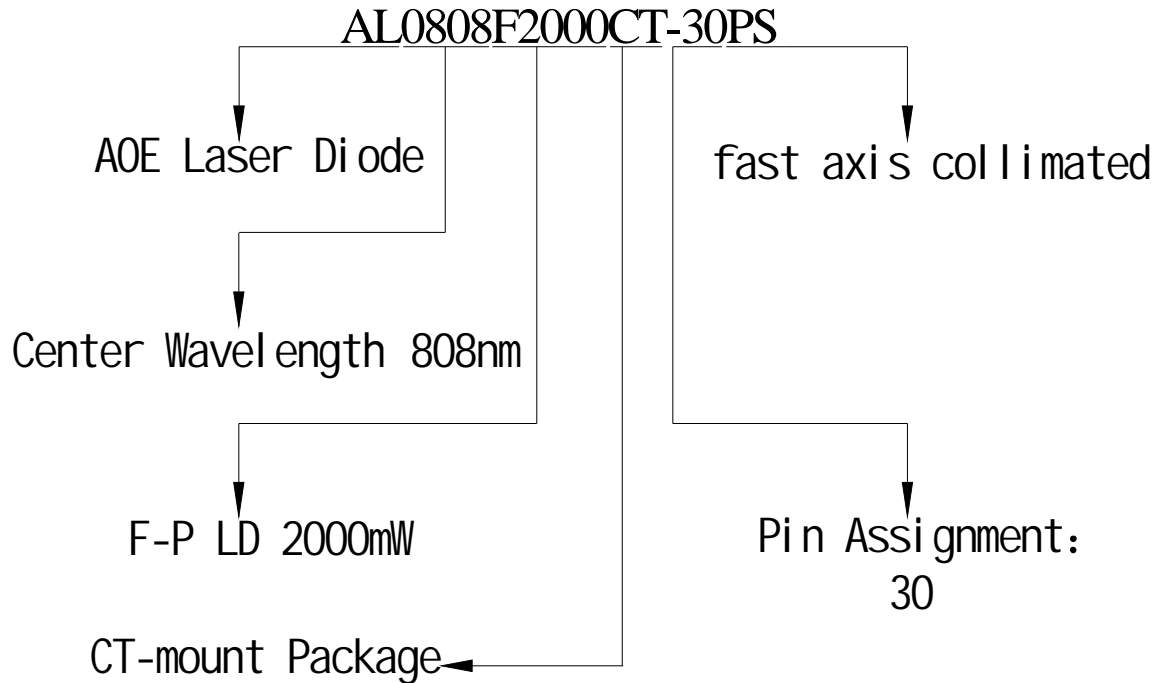 AL0808F2000CT-30PS
AOE Laser Diode
fast axis collimated
Center Wavelength 808nm
F-P LD 2000mW
Pin Assignment：
30
CT-mount Package